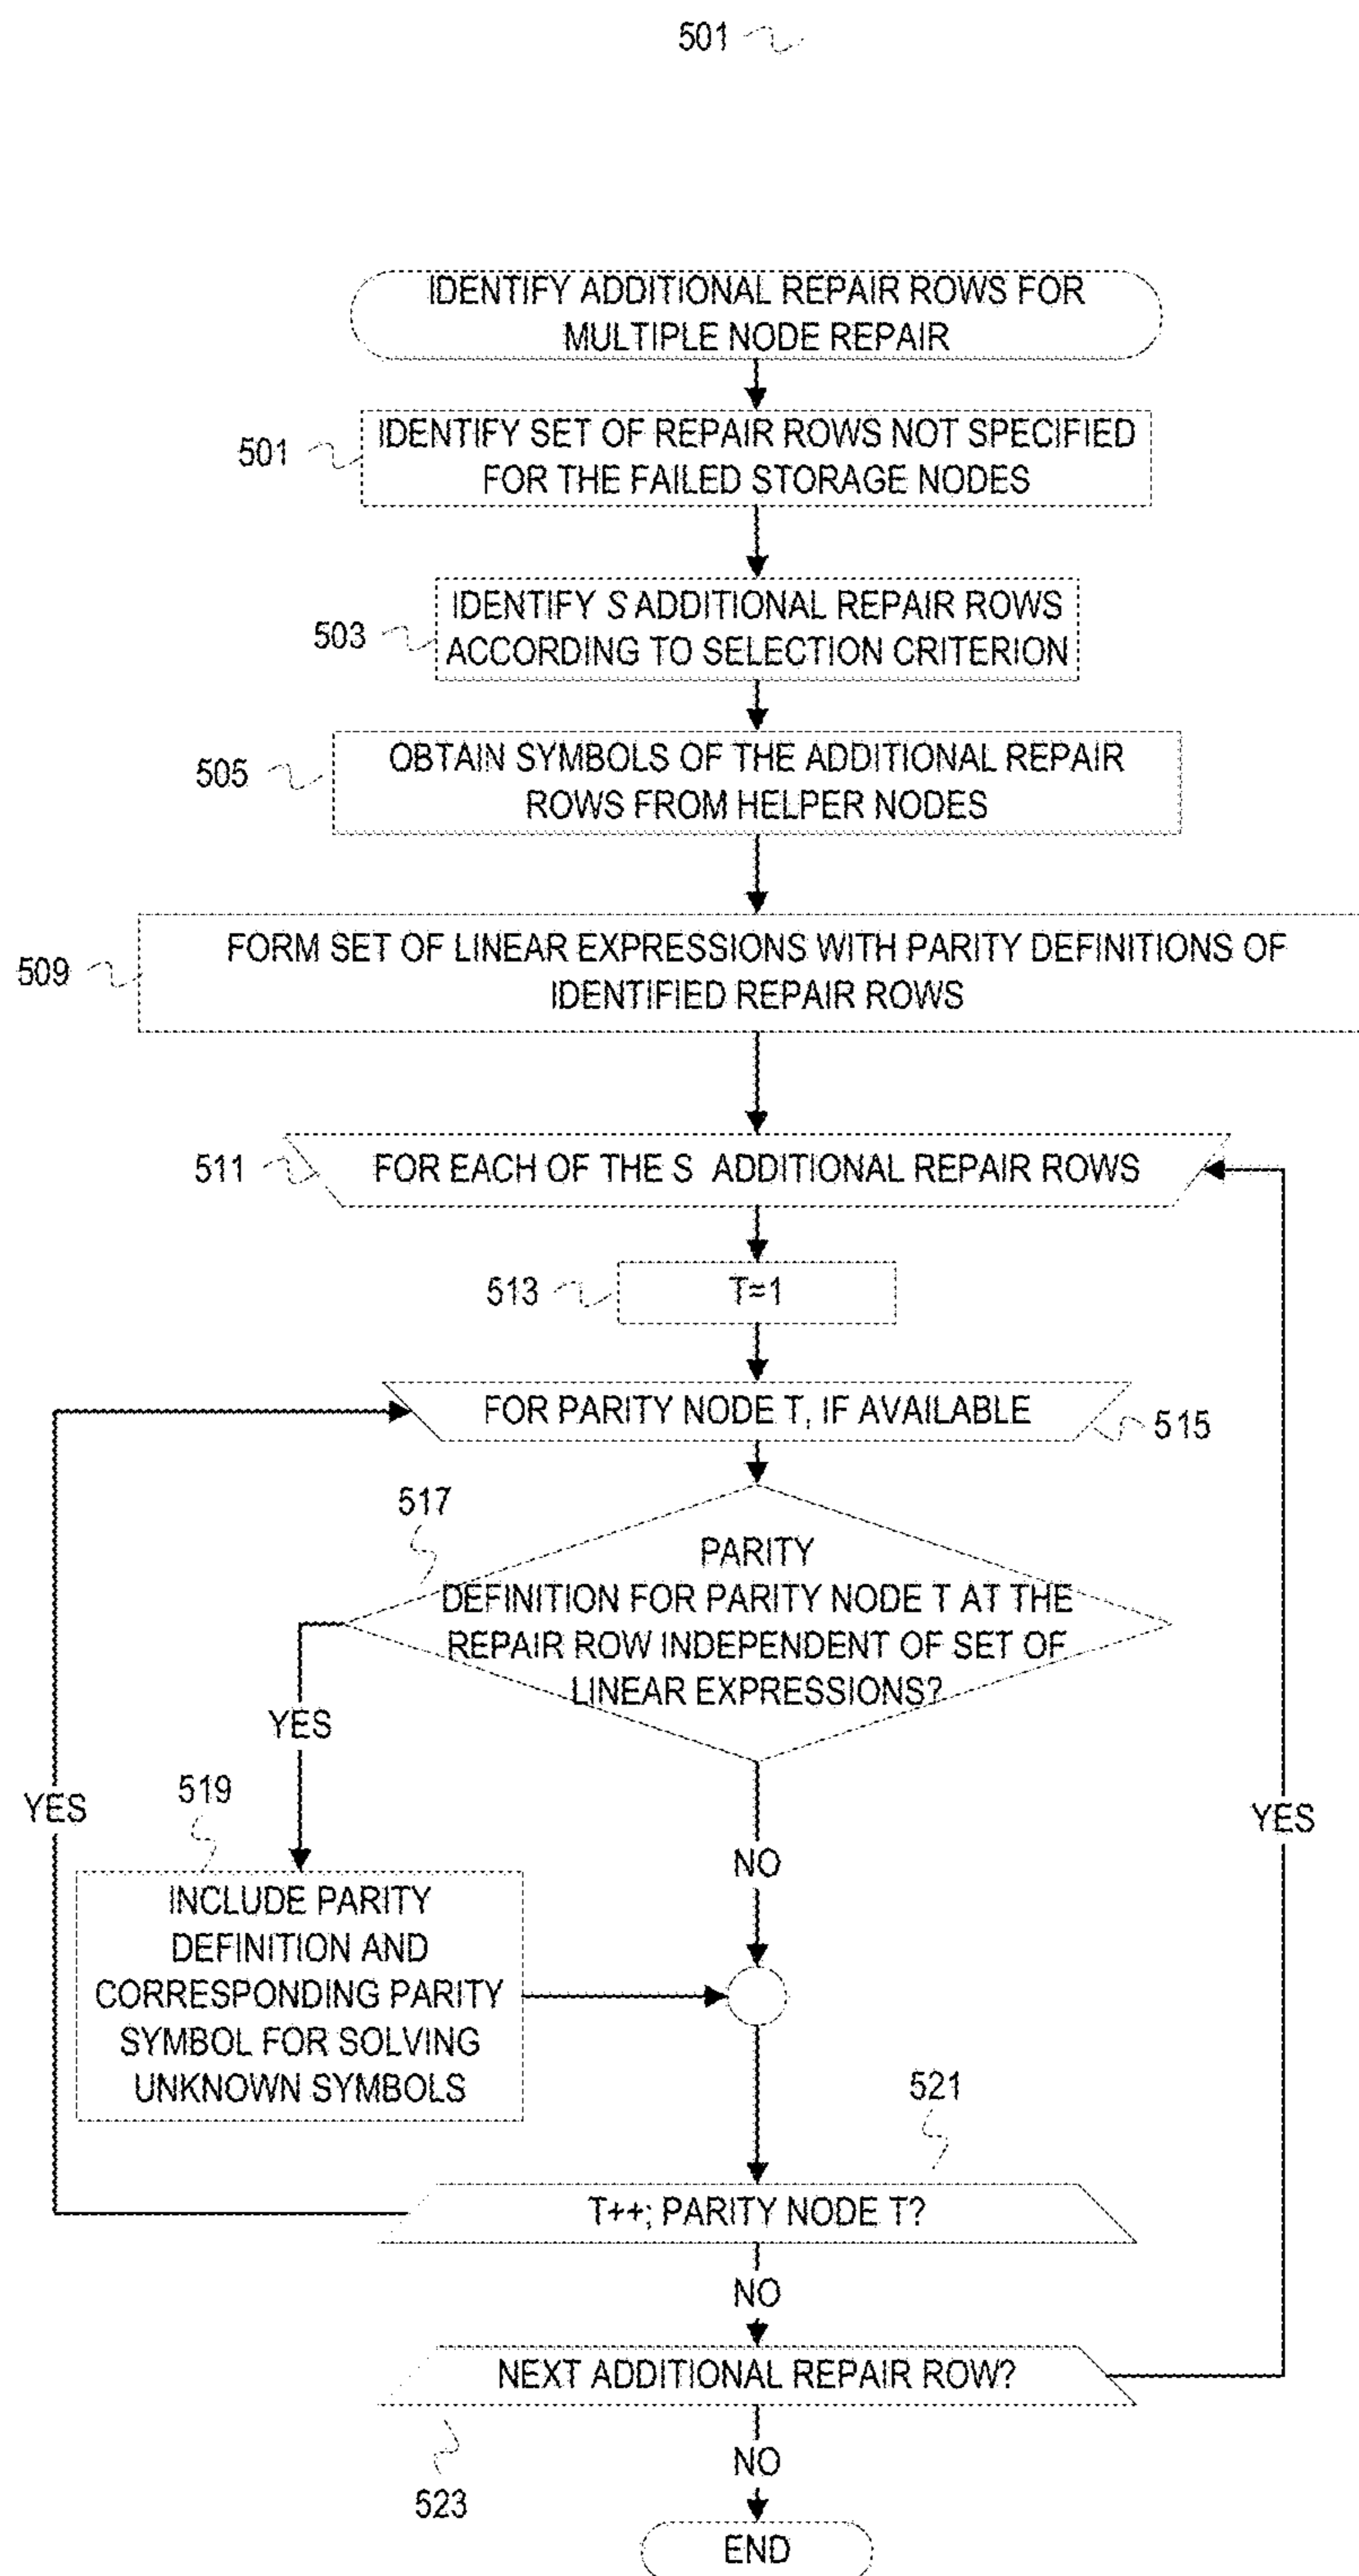 501
IDENTIFY ADDITIONAL REPAIR ROWS FOR
MULTIPLE NODE REPAIR
501
IDENTIFY SET OF REPAIR ROWS NOT SPECIFIED
FOR THE FAILED STORAGE NODES
503
IDENTIFY S ADDITIONAL REPAIR ROWS
ACCORDING TO SELECTION CRITERION
505
OBTAIN SYMBOLS OF THE ADDITIONAL REPAIR
ROWS FROM HELPER NODES
509
FORM SET OF LINEAR EXPRESSIONS WITH PARITY DEFINITIONS OF
IDENTIFIED REPAIR ROWS
511
FOR EACH OF THE S ADDITIONAL REPAIR ROWS
513
T=1
FOR PARITY NODE T, IF AVAILABLE
515
517
PARITY
DEFINITION FOR PARITY NODE T AT THE
REPAIR ROW INDEPENDENT OF SET OF
LINEAR EXPRESSIONS?
YES
519
YES
YES
NO
INCLUDE PARITY
DEFINITION AND
CORRESPONDING PARITY
SYMBOL FOR SOLVING
UNKNOWN SYMBOLS
521
T++; PARITY NODE T?
NO
NEXT ADDITIONAL REPAIR ROW?
NO
523
END